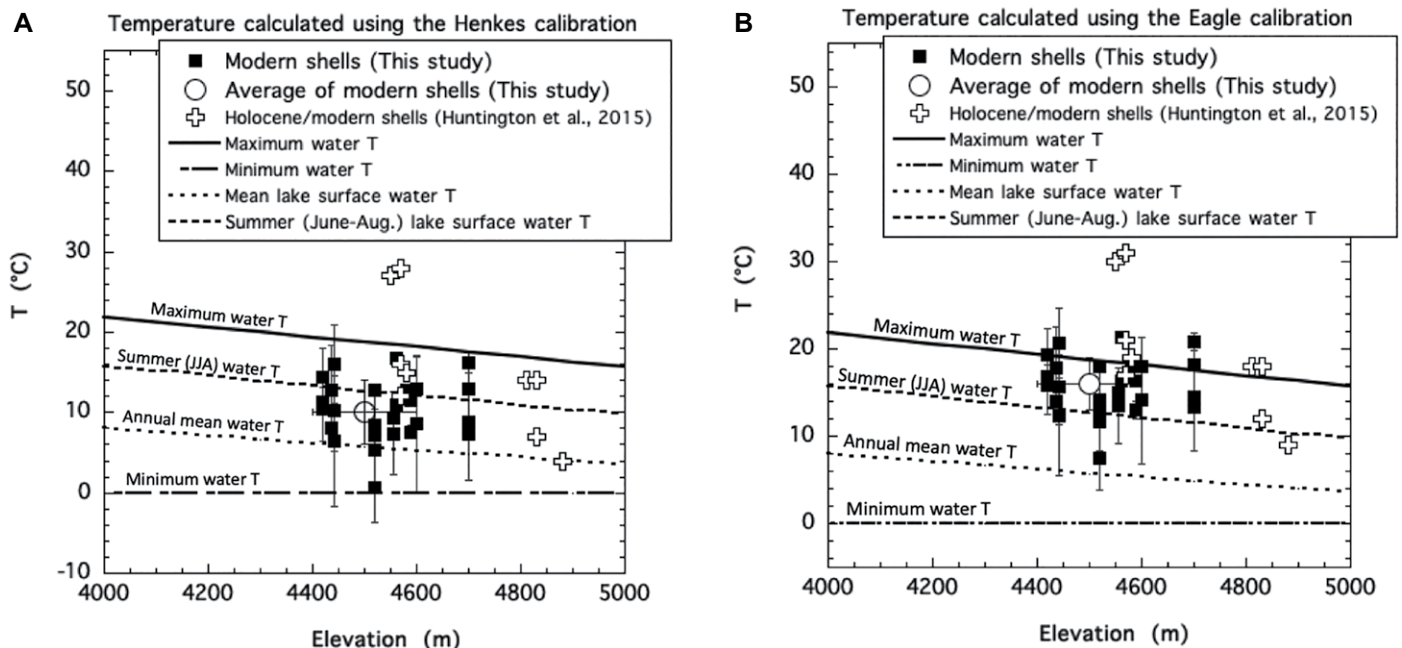 A
Temperature calculated using the Henkes calibration
Modern shells (This study)
Average of modern shells (This study)
Holocene/modern shells (Huntington et al., 2015)
Maximum water T
Minimum water T
Mean lake surface water T
Summer (June-Aug.) lake surface water T
50
40
30
20
10
0
-10
T (°C)
Maximum water T
Summer (JJA) water T
Annual mean water T
Minimum water T
4000 4200 4400 4600 4800 5000
Elevation (m)
B
Temperature calculated using the Eagle calibration
Modern shells (This study)
Average of modern shells (This study)
Holocene/modern shells (Huntington et al., 2015)
Maximum water T
Minimum water T
Mean lake surface water T
Summer (June-Aug.) lake surface water T
50
40
30
20
10
0
T (°C)
Maximum water T
Summer (JJA) water T
Annual mean water T
Minimum water T
4000 4200 4400 4600 4800 5000
Elevation (m)